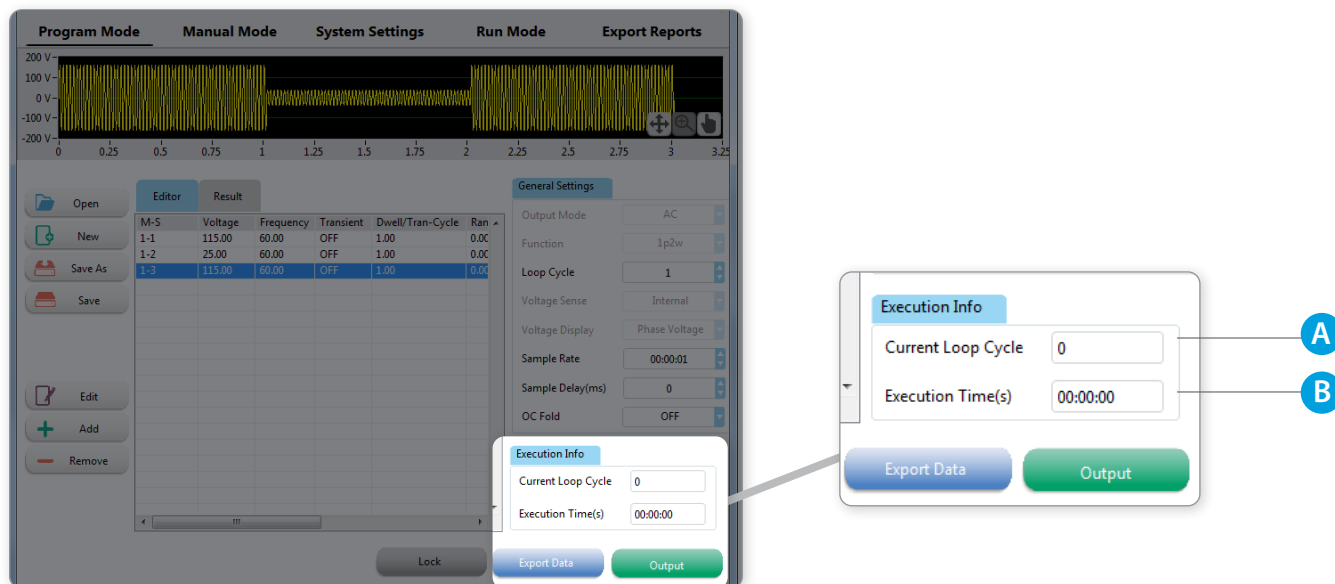 Program Mode Manual Mode System Settings Run Mode Export Reports
200 V
100 V
0 V
-100 V
-200 V
0 0.25 0.5 0.75 1 1.25 1.5 1.75 2 2.25 2.5 2.75 3 3.25
Open
New
Save As
Save
Edit
Add
Remove
Editor Result
M-S Voltage Frequency Transient Dwell/Tran-Cycle Ran
1-1 115.00 60.00 OFF 1.00 0.00
1-2 25.00 60.00 OFF 1.00 0.00
1-3 115.00 60.00 OFF 1.00 0.00
General Settings
Output Mode AC
Function 1p2w
Loop Cycle 1
Voltage Sense Internal
Voltage Display Phase Voltage
Sample Rate 00:00:01
Sample Delay(ms) 0
OC Fold OFF
Execution Info
Current Loop Cycle 0
Execution Time(s) 00:00:00
Lock Export Data Output
Execution Info
Current Loop Cycle 0
A
Execution Time(s) 00:00:00
B
Export Data Output